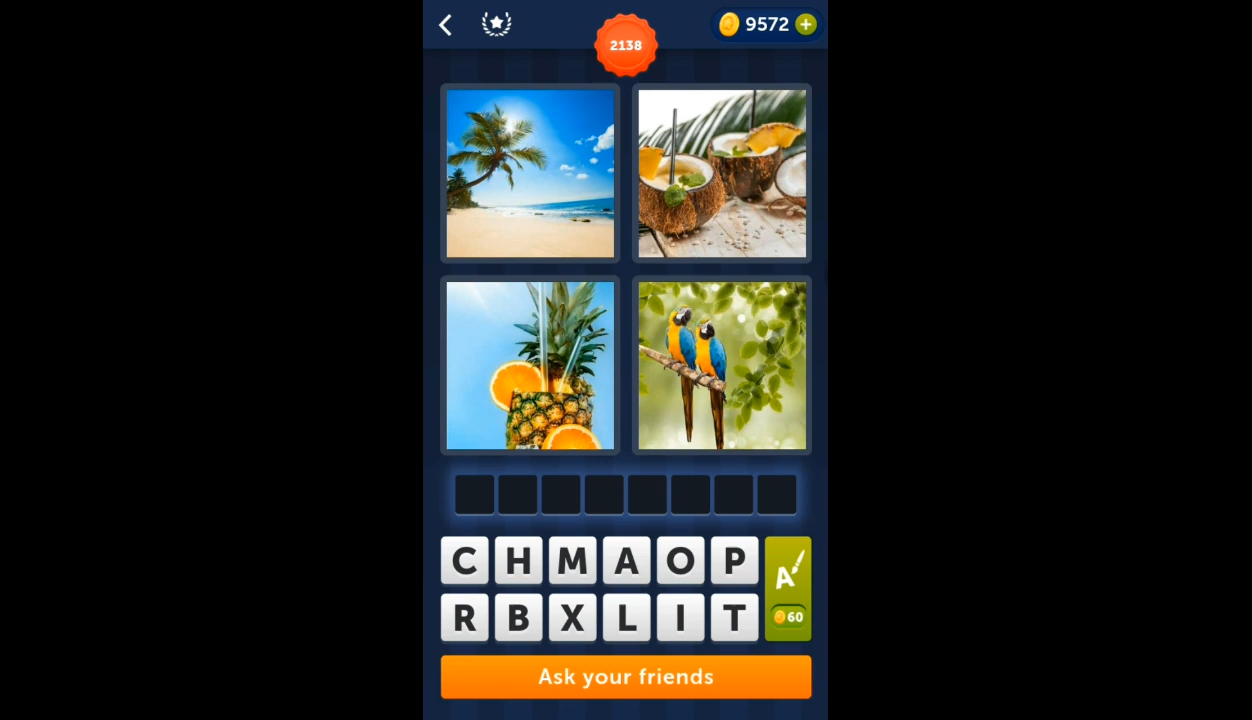 9572
2138
C H M A O P
R B X L I T
A
60
Ask your friends